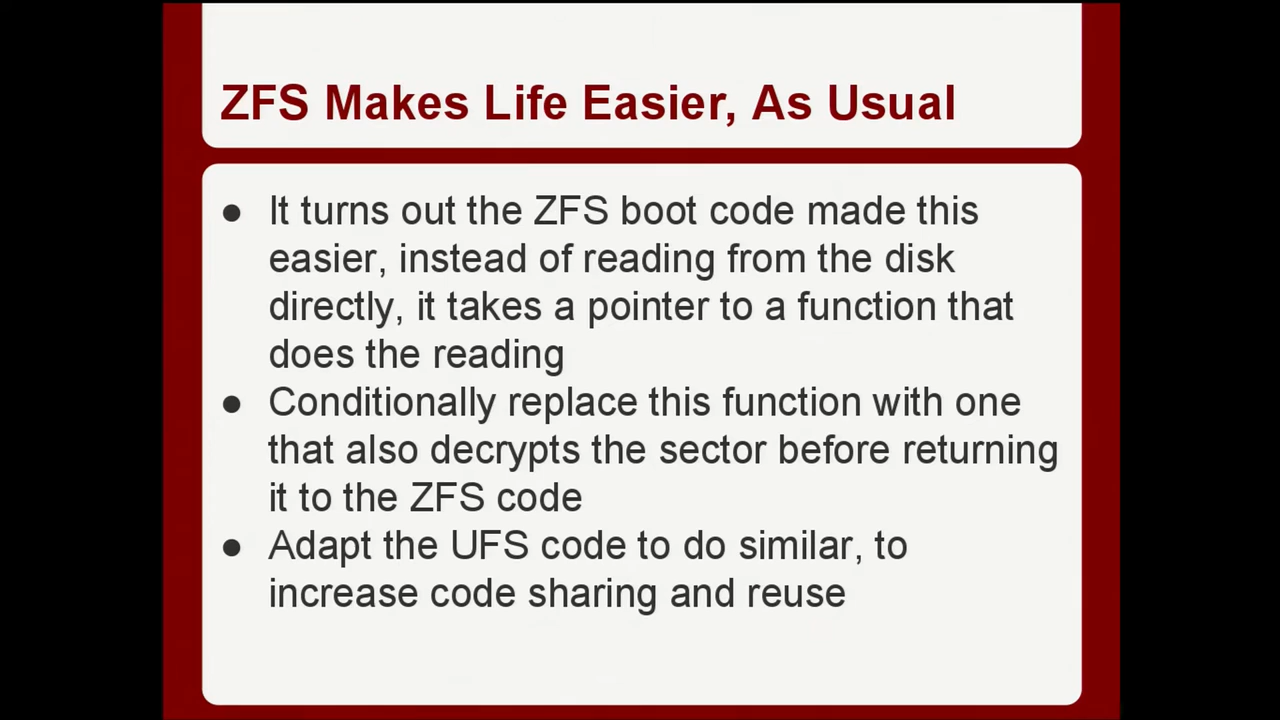 ZFS Makes Life Easier, As Usual
● It turns out the ZFS boot code made this
easier, instead of reading from the disk
directly, it takes a pointer to a function that
does the reading
● Conditionally replace this function with one
that also decrypts the sector before returning
it to the ZFS code
● Adapt the UFS code to do similar, to
increase code sharing and reuse